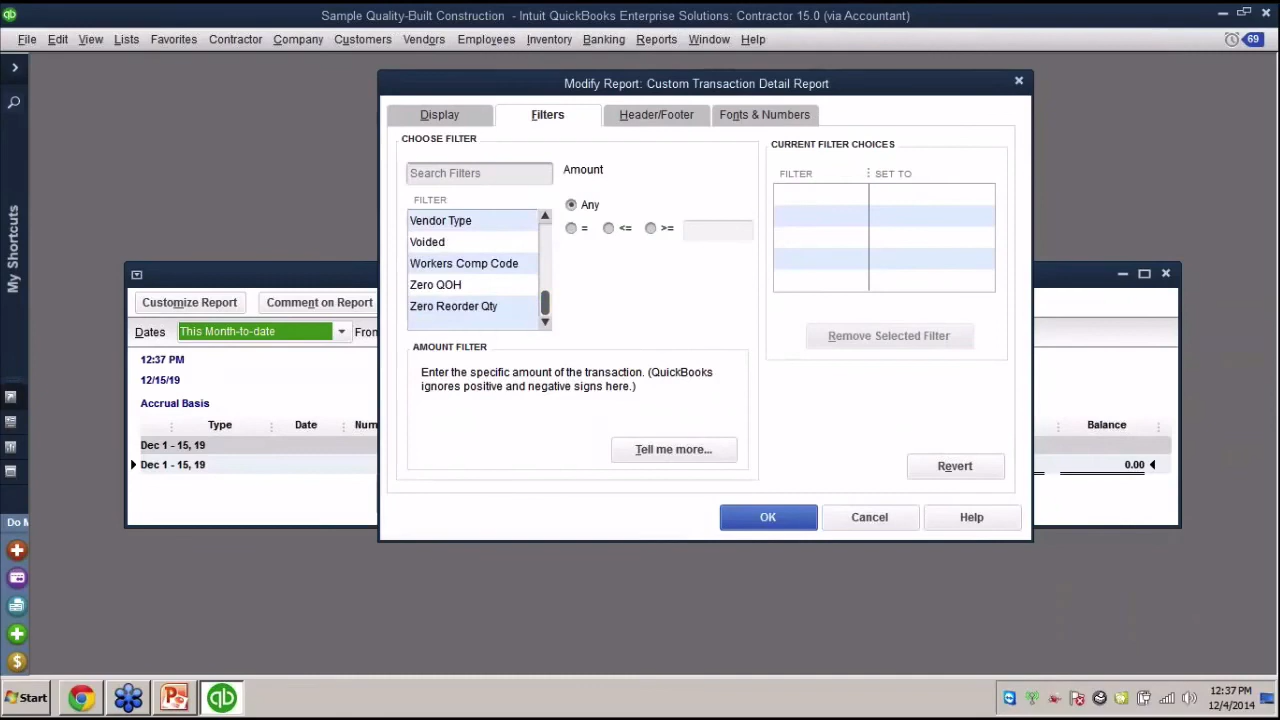 Sample Quality-Built Construction - Intuit QuickBooks Enterprise Solutions: Contractor 15.0 (via Accountant)
File Edit View Lists Favorites Contractor Company Customers Vendors Employees Inventory Banking Reports Window Help
69
My Shortcuts
Do M
Customize Report
Comment on Report
Dates
This Month-to-date
From
12:37 PM
12/15/19
Accrual Basis
Type
Date
Num
Balance
Dec 1 - 15, 19
Dec 1 - 15, 19
0.00
Modify Report: Custom Transaction Detail Report
Display
Filters
Header/Footer
Fonts & Numbers
CHOOSE FILTER
Search Filters
FILTER
Vendor Type
Voided
Workers Comp Code
Zero QOH
Zero Reorder Qty
Amount
Any
=
<=
>=
AMOUNT FILTER
Enter the specific amount of the transaction. (QuickBooks
ignores positive and negative signs here.)
Tell me more...
CURRENT FILTER CHOICES
FILTER
SET TO
Remove Selected Filter
Revert
OK
Cancel
Help
Start
qb
12:37 PM
12/4/2014